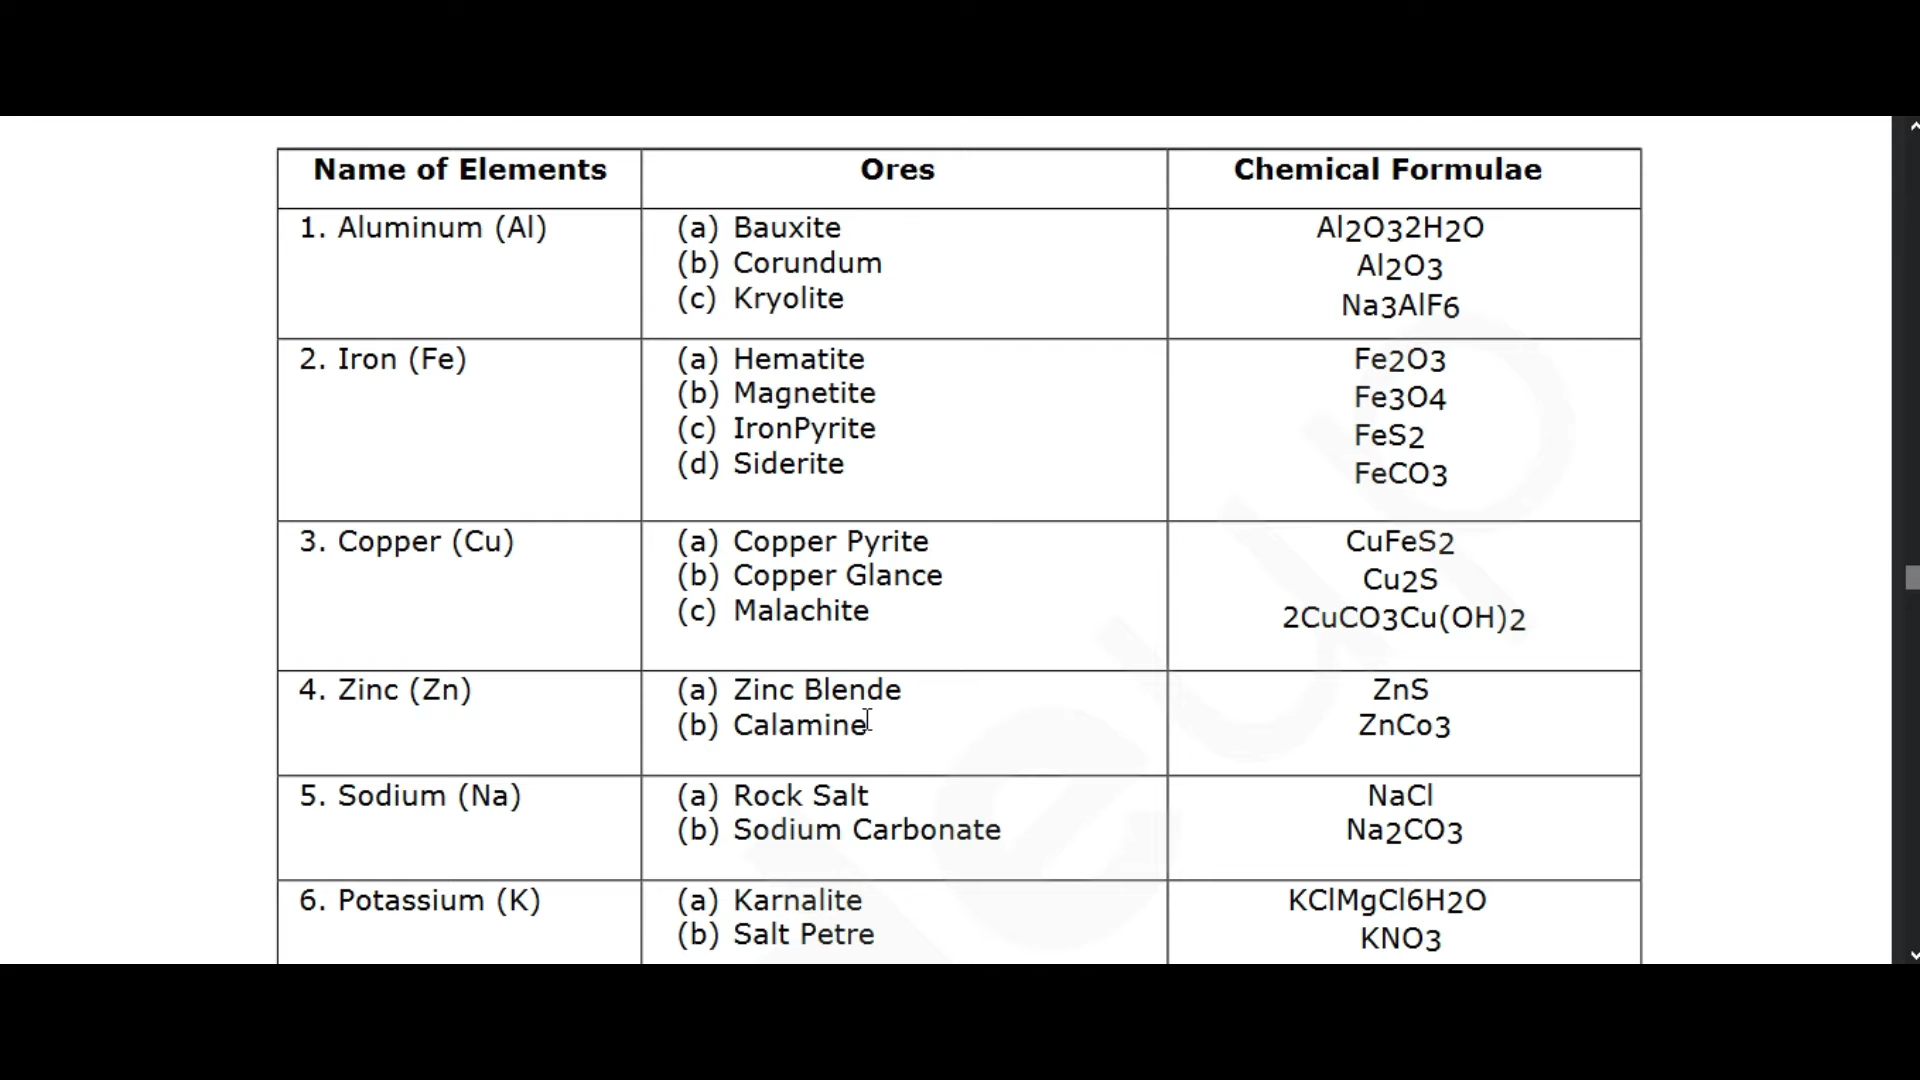 Name of Elements Ores Chemical Formulae
1. Aluminum (Al) (a) Bauxite Al2O32H2O
(b) Corundum Al2O3
(c) Kryolite Na3AlF6
2. Iron (Fe) (a) Hematite Fe2O3
(b) Magnetite Fe3O4
(c) IronPyrite FeS2
(d) Siderite FeCO3
3. Copper (Cu) (a) Copper Pyrite CuFeS2
(b) Copper Glance Cu2S
(c) Malachite 2CuCO3Cu(OH)2
4. Zinc (Zn) (a) Zinc Blende ZnS
(b) Calamine ZnCo3
5. Sodium (Na) (a) Rock Salt NaCl
(b) Sodium Carbonate Na2CO3
6. Potassium (K) (a) Karnalite KClMgCl6H2O
(b) Salt Petre KNO3